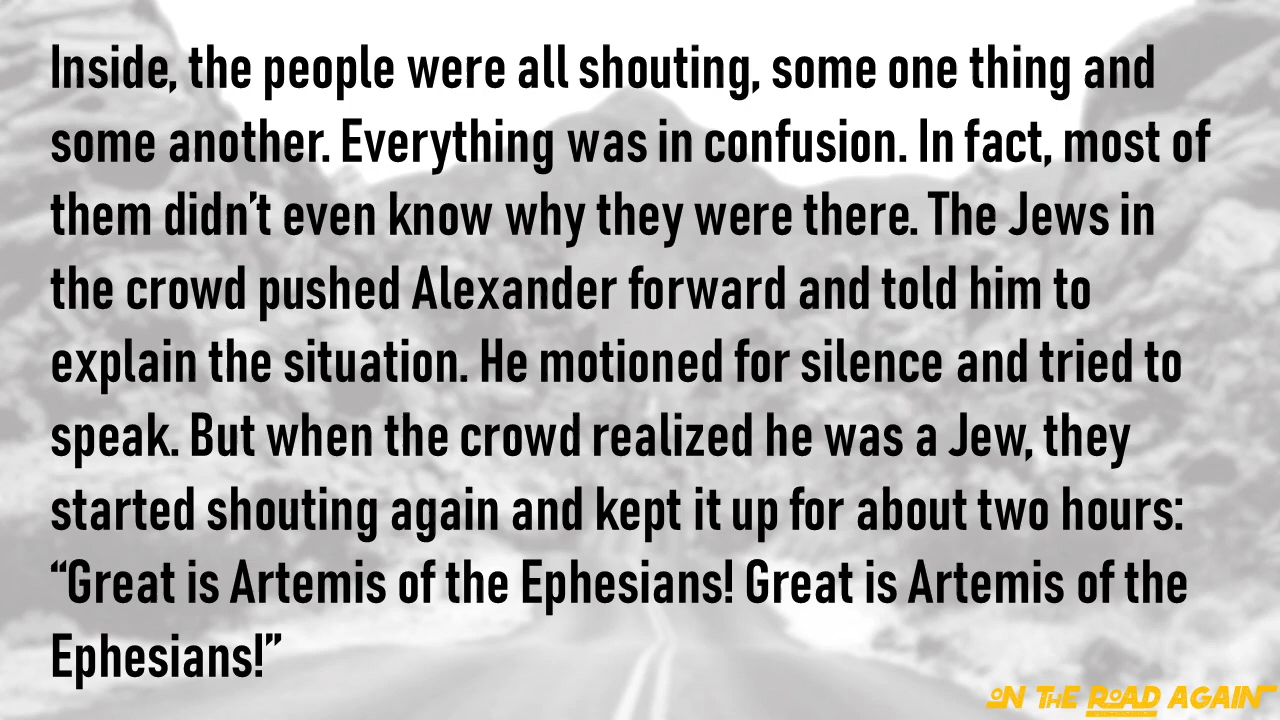 Inside, the people were all shouting, some one thing and
some another. Everything was in confusion. In fact, most of
them didn’t even know why they were there. The Jews in
the crowd pushed Alexander forward and told him to
explain the situation. He motioned for silence and tried to
speak. But when the crowd realized he was a Jew, they
started shouting again and kept it up for about two hours:
“Great is Artemis of the Ephesians! Great is Artemis of the
Ephesians!”
ON THE ROAD AGAIN